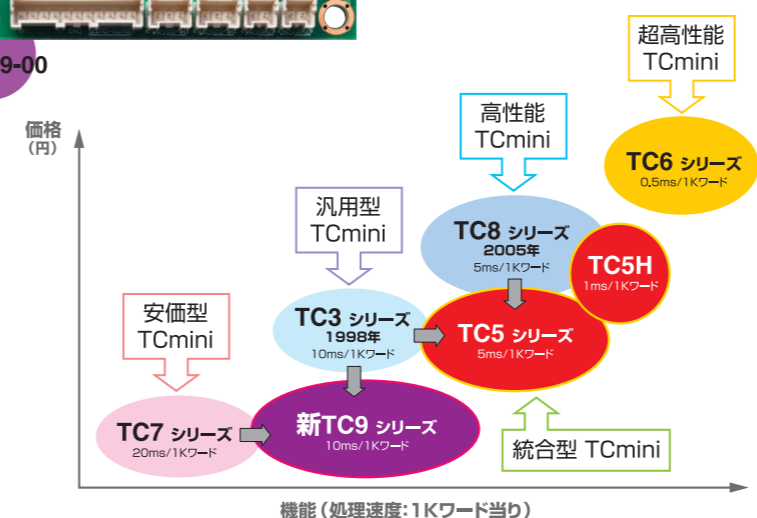 9-00
超高性能
TCmini
高性能
TCmini
価格
(円)
TC6 シリーズ
0.5ms/1Kワード
汎用型
TCmini
TC8 シリーズ
2005年
5ms/1Kワード
TC5H
1ms/1Kワード
安価型
TCmini
TC3 シリーズ
1998年
10ms/1Kワード
TC5 シリーズ
5ms/1Kワード
TC7 シリーズ
20ms/1Kワード
新TC9 シリーズ
10ms/1Kワード
統合型 TCmini
機能(処理速度:1Kワード当り)